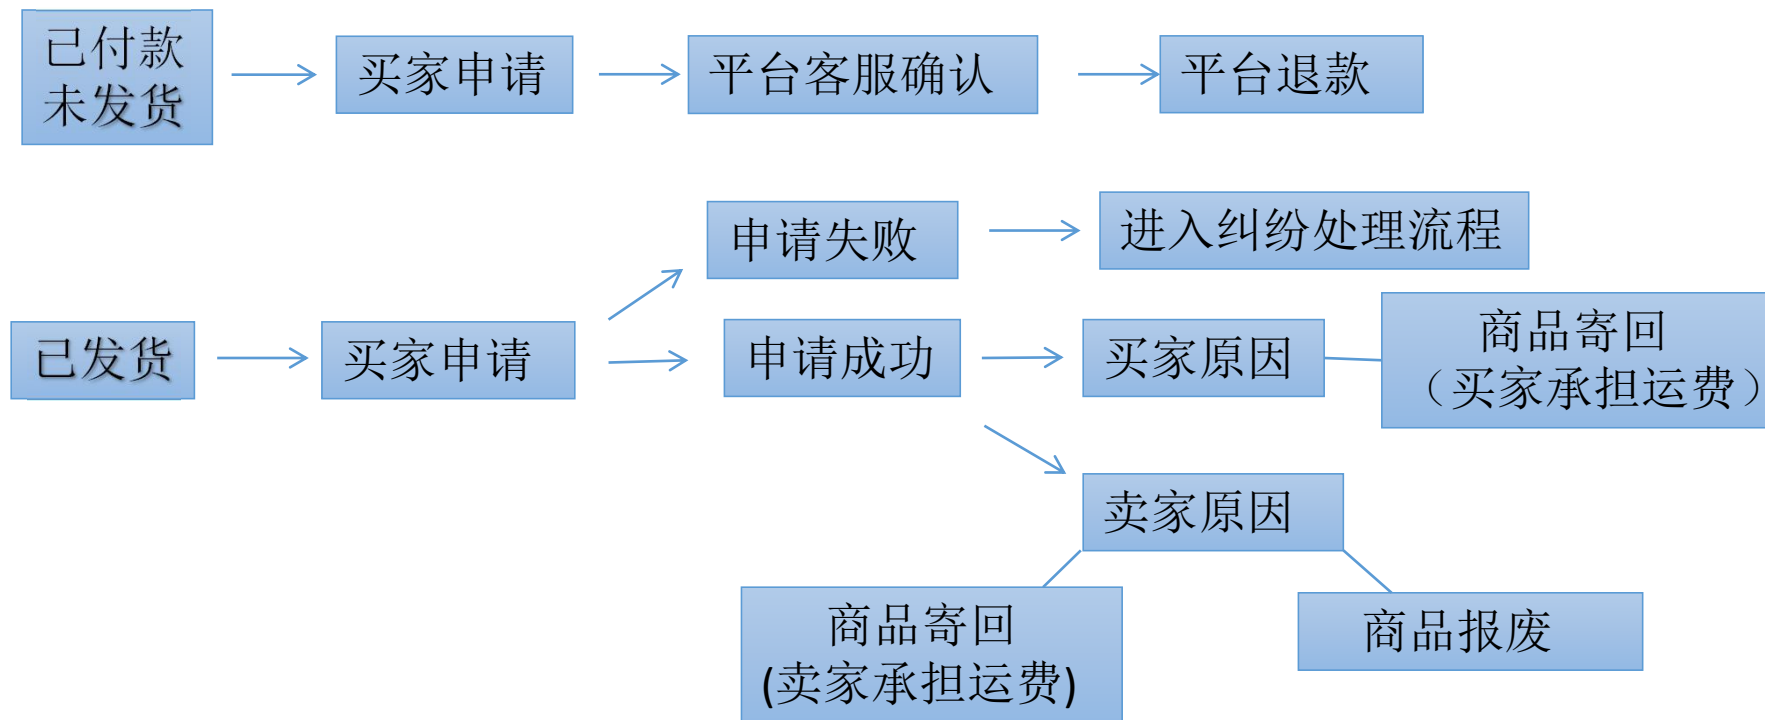 已付款
未发货
买家申请
平台客服确认
平台退款
申请失败
进入纠纷处理流程
已发货
买家申请
申请成功
买家原因
商品寄回
（买家承担运费）
卖家原因
商品寄回
(卖家承担运费)
商品报废